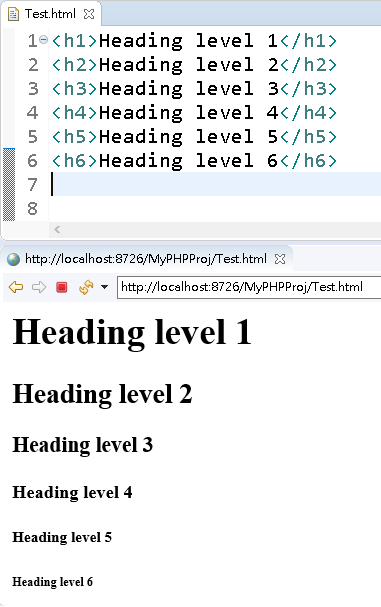 Test.html
1 <h1>Heading level 1</h1>
2 <h2>Heading level 2</h2>
3 <h3>Heading level 3</h3>
4 <h4>Heading level 4</h4>
5 <h5>Heading level 5</h5>
6 <h6>Heading level 6</h6>
7
8
http://localhost:8726/MyPHPProj/Test.html
http://localhost:8726/MyPHPProj/Test.html
Heading level 1
Heading level 2
Heading level 3
Heading level 4
Heading level 5
Heading level 6